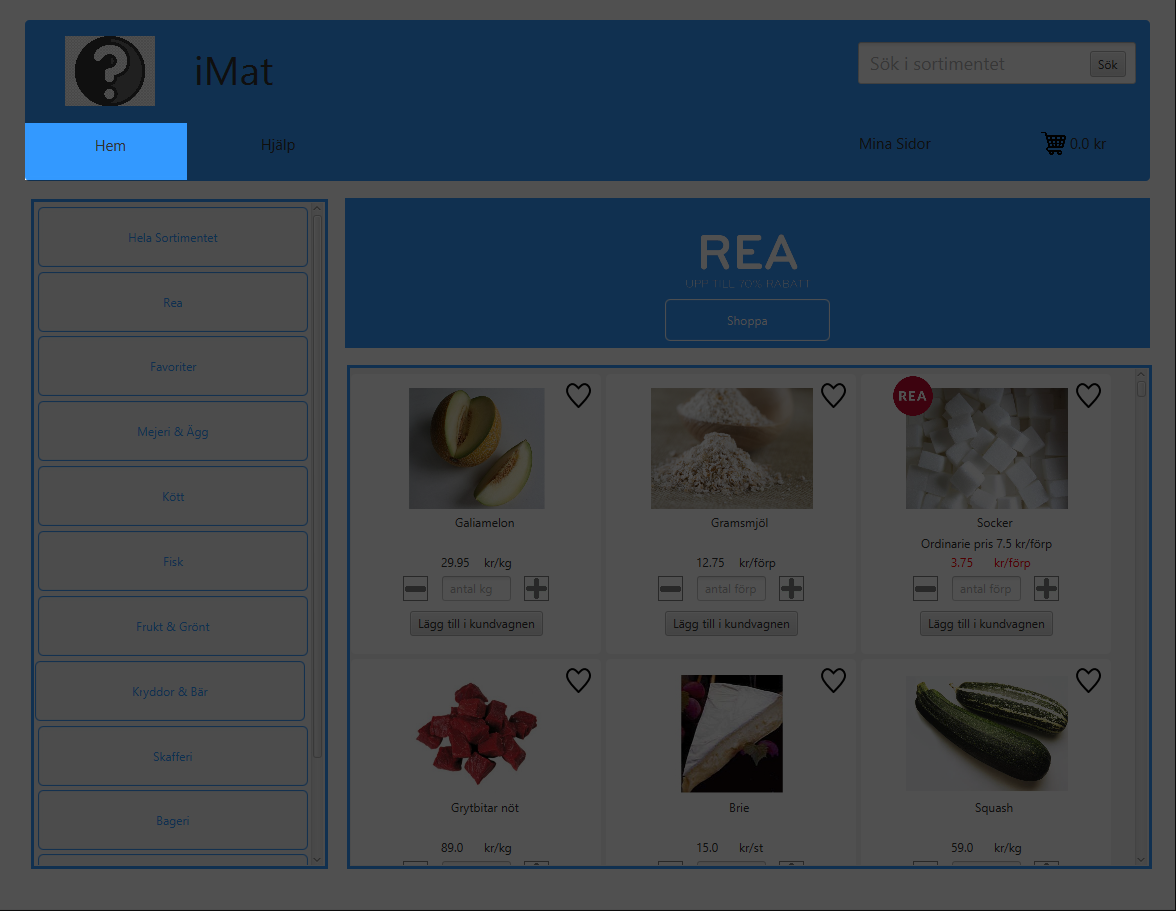 iMat
Sök i sortimentet
Sök
Hem
Hjälp
Mina Sidor
0.0 kr
Hela Sortimentet
Rea
Favoriter
Mejeri & Ägg
Kött
Fisk
Frukt & Grönt
Kryddor & Bär
Skafferi
Bageri
REA
UPP TILL 70% RABATT
Shoppa
Galiamelon
29.95 kr/kg
antal kg
Lägg till i kundvagnen
Gramsmjöl
12.75 kr/förp
antal förp
Lägg till i kundvagnen
REA
Socker
Ordinarie pris 7.5 kr/förp
3.75 kr/förp
antal förp
Lägg till i kundvagnen
Grytbitar nöt
89.0 kr/kg
Brie
15.0 kr/st
Squash
59.0 kr/kg